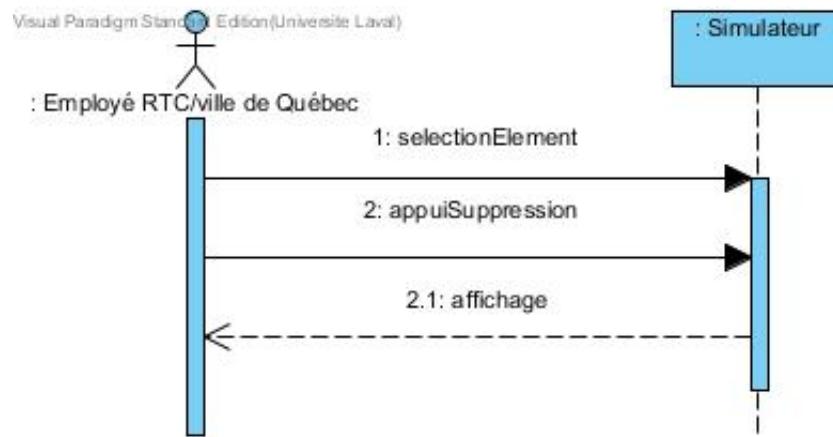 Visual Paradigm Standard Edition(Universite Laval)
: Simulateur
: Employé RTC/ville de Québec
1: selectionElement
2: appuiSuppression
2.1: affichage